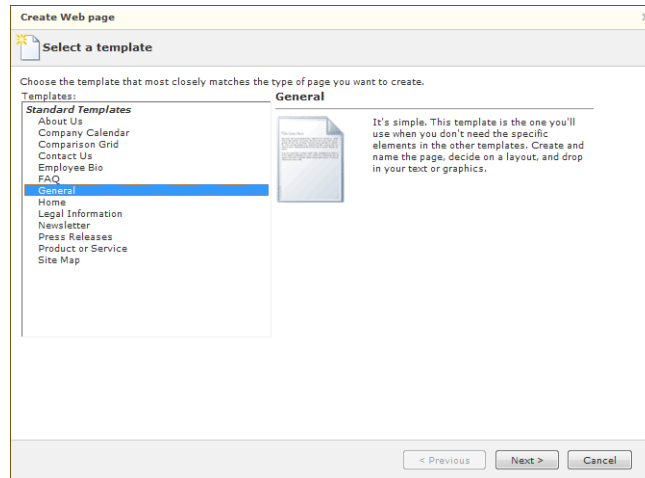 Create Web page
Select a template
Choose the template that most closely matches the type of page you want to create.
Templates:
Standard Templates
About Us
Company Calendar
Comparison Grid
Contact Us
Employee Bio
FAQ
General
Home
Legal Information
Newsletter
Press Releases
Product or Service
Site Map
General
It's simple. This template is the one you'll
use when you don't need the specific
elements in the other templates. Create and
name the page, decide on a layout, and drop
in your text or graphics.
< Previous
Next >
Cancel